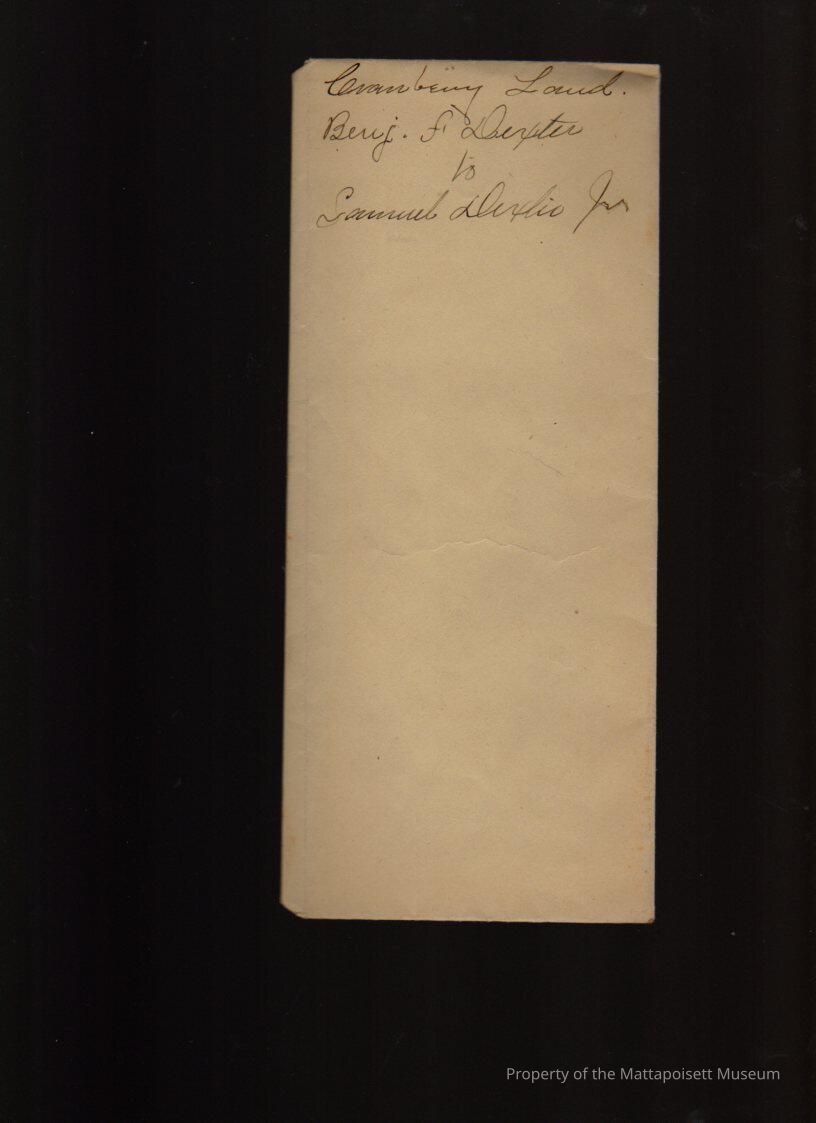 Cranberry Land.
Benj. F. Dexter
to
Samuel Dexter Jr
Property of the Mattapoisett Museum